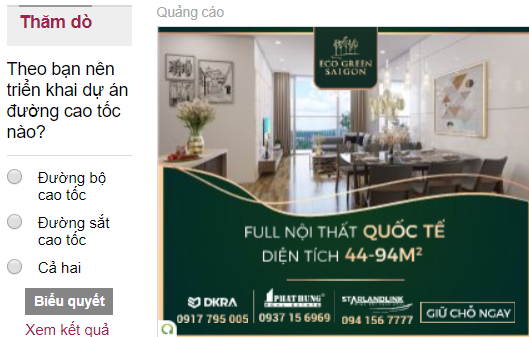 Thăm dò
Theo bạn nên
triển khai dự án
đường cao tốc
nào?
Đường bộ
cao tốc
Đường sắt
cao tốc
Cả hai
Biểu quyết
Xem kết quả
Quảng cáo
ECO GREEN
SAIGON
FULL NỘI THẤT QUỐC TẾ
DIỆN TÍCH 44-94M²
DKRA
0917 795 005
PHAT HUNG
REAL ESTATE
0937 15 6969
STARLANDLINK
094 156 7777
GIỮ CHỖ NGAY